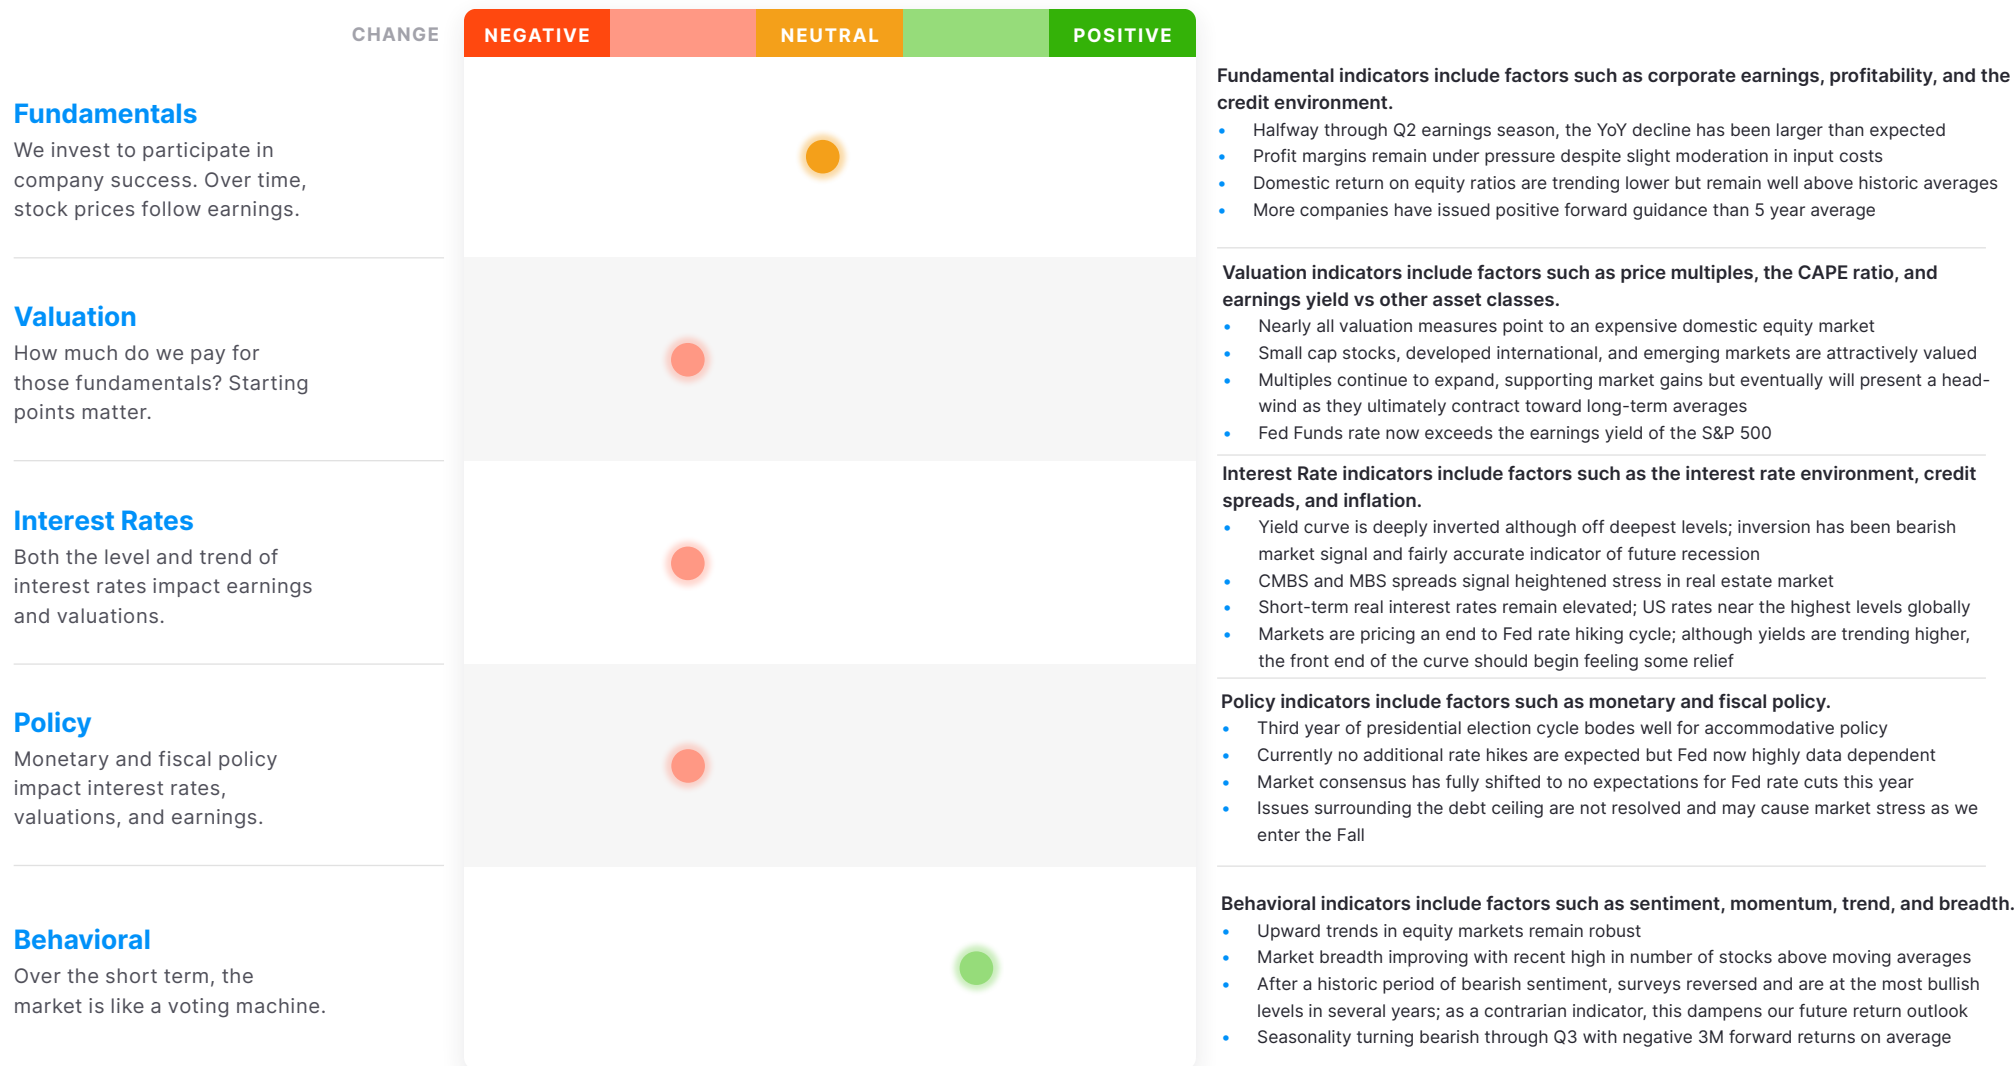 CHANGE
NEGATIVE
NEUTRAL
POSITIVE
Fundamentals
We invest to participate in
company success. Over time,
stock prices follow earnings.
Fundamental indicators include factors such as corporate earnings, profitability, and the
credit environment.
• Halfway through Q2 earnings season, the YoY decline has been larger than expected
• Profit margins remain under pressure despite slight moderation in input costs
• Domestic return on equity ratios are trending lower but remain well above historic averages
• More companies have issued positive forward guidance than 5 year average
Valuation
How much do we pay for
those fundamentals? Starting
points matter.
Valuation indicators include factors such as price multiples, the CAPE ratio, and
earnings yield vs other asset classes.
• Nearly all valuation measures point to an expensive domestic equity market
• Small cap stocks, developed international, and emerging markets are attractively valued
• Multiples continue to expand, supporting market gains but eventually will present a head-
wind as they ultimately contract toward long-term averages
• Fed Funds rate now exceeds the earnings yield of the S&P 500
Interest Rates
Both the level and trend of
interest rates impact earnings
and valuations.
Interest Rate indicators include factors such as the interest rate environment, credit
spreads, and inflation.
• Yield curve is deeply inverted although off deepest levels; inversion has been bearish
market signal and fairly accurate indicator of future recession
• CMBS and MBS spreads signal heightened stress in real estate market
• Short-term real interest rates remain elevated; US rates near the highest levels globally
• Markets are pricing an end to Fed rate hiking cycle; although yields are trending higher,
the front end of the curve should begin feeling some relief
Policy
Monetary and fiscal policy
impact interest rates,
valuations, and earnings.
Policy indicators include factors such as monetary and fiscal policy.
• Third year of presidential election cycle bodes well for accommodative policy
• Currently no additional rate hikes are expected but Fed now highly data dependent
• Market consensus has fully shifted to no expectations for Fed rate cuts this year
• Issues surrounding the debt ceiling are not resolved and may cause market stress as we
enter the Fall
Behavioral
Over the short term, the
market is like a voting machine.
Behavioral indicators include factors such as sentiment, momentum, trend, and breadth.
• Upward trends in equity markets remain robust
• Market breadth improving with recent high in number of stocks above moving averages
• After a historic period of bearish sentiment, surveys reversed and are at the most bullish
levels in several years; as a contrarian indicator, this dampens our future return outlook
• Seasonality turning bearish through Q3 with negative 3M forward returns on average